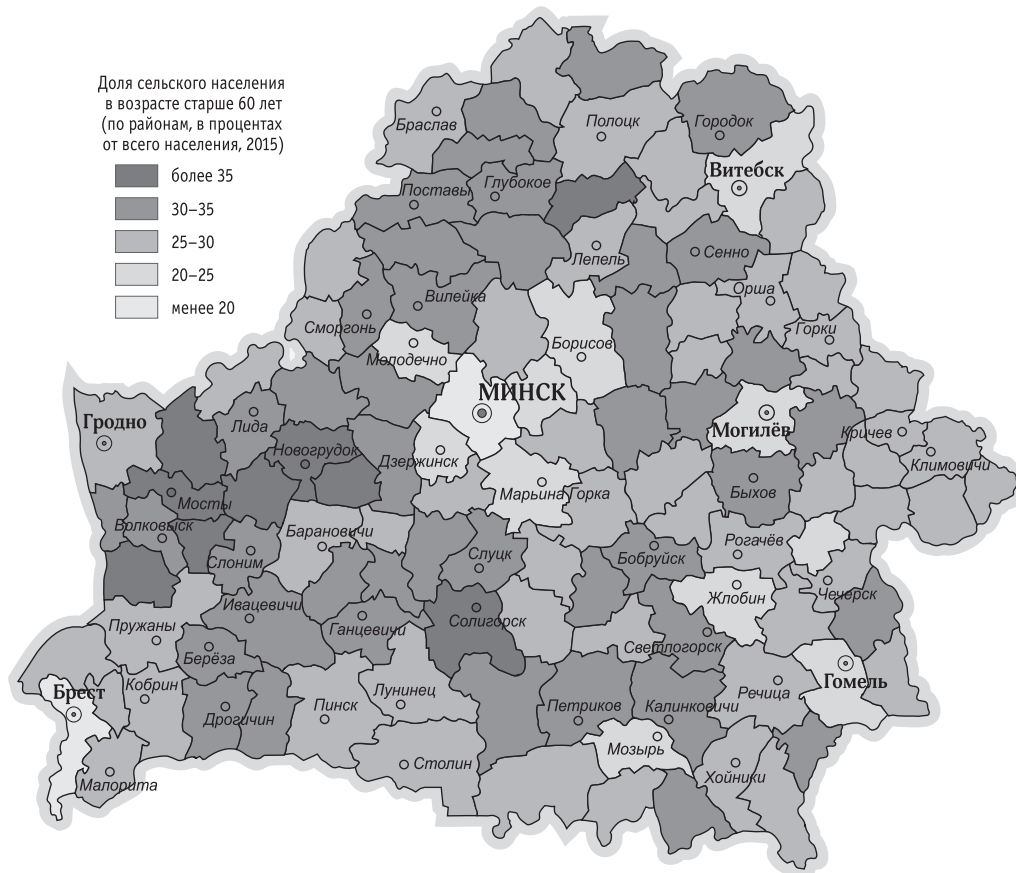 Доля сельского населения
в возрасте старше 60 лет
(по районам, в процентах
от всего населения, 2015)
более 35
30–35
25–30
20–25
менее 20
Браслав
Полоцк
Городок
Витебск
Поставы
Глубокое
Лепель
Сенно
Вилейка
Орша
Сморгонь
Горки
Борисов
Молодечно
МИНСК
Гродно
Лида
Могилёв
Кричев
Новогрудок
Дзержинск
Климовичи
Мосты
Марьина Горка
Быхов
Волковыск
Барановичи
Рогачёв
Слуцк
Бобруйск
Слоним
Жлобин
Чечерск
Ивацевичи
Солигорск
Пружаны
Ганцевичи
Светлогорск
Берёза
Гомель
Брест
Кобрин
Лунинец
Речица
Пинск
Петриков
Калинковичи
Дрогичин
Мозырь
Столин
Хойники
Малорита